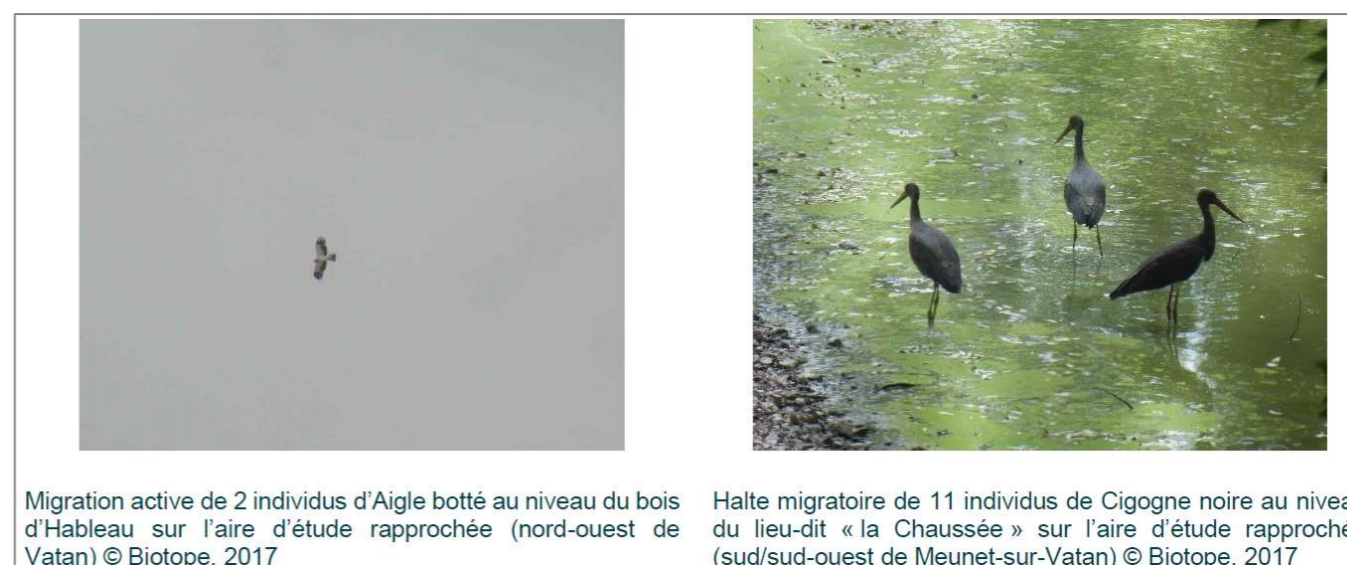 Migration active de 2 individus d'Aigle botté au niveau du bois
d'Hableau sur l'aire d'étude rapprochée (nord-ouest de
Vatan) © Biotope, 2017
Halte migratoire de 11 individus de Cigogne noire au nivea
du lieu-dit « la Chaussée » sur l'aire d'étude rapproché
(sud/sud-ouest de Meunet-sur-Vatan) © Biotope, 2017